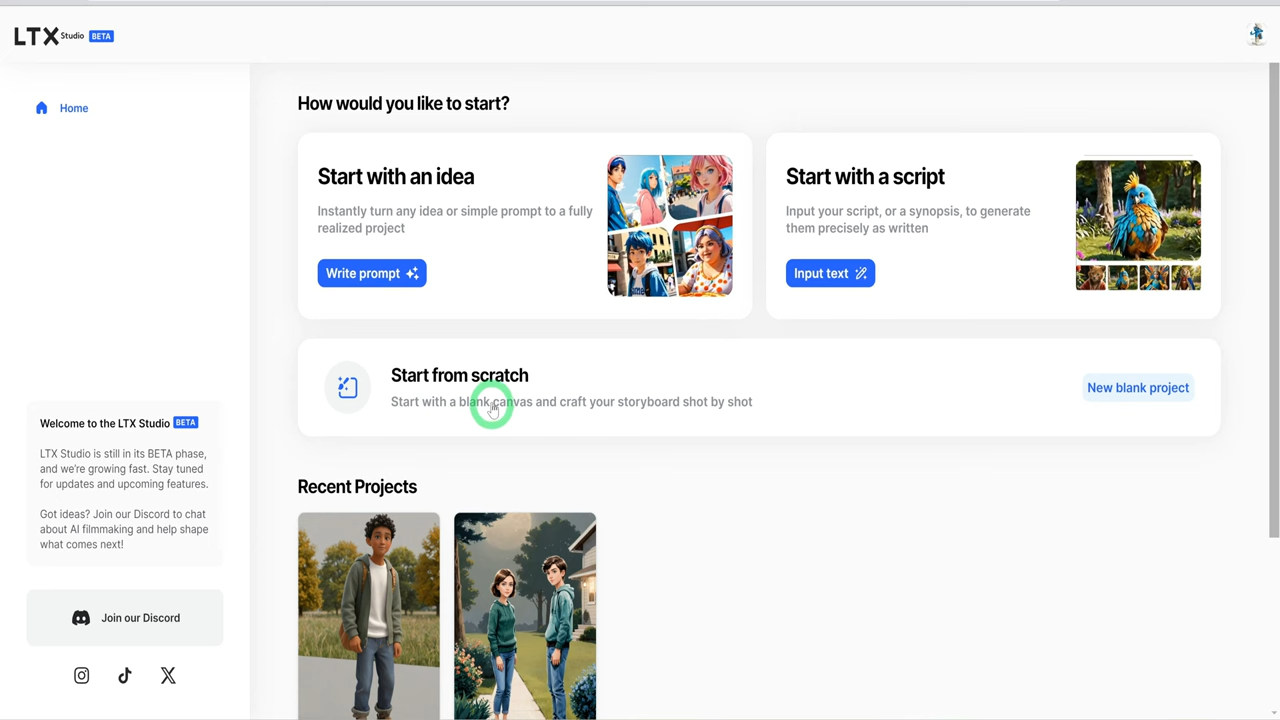 LTX Studio BETA
Home
How would you like to start?
Start with an idea
Instantly turn any idea or simple prompt to a fully
realized project
Write prompt
Start with a script
Input your script, or a synopsis, to generate
them precisely as written
Input text
Start from scratch
Start with a blank canvas and craft your storyboard shot by shot
New blank project
Welcome to the LTX Studio BETA
LTX Studio is still in its BETA phase,
and we're growing fast. Stay tuned
for updates and upcoming features.
Got ideas? Join our Discord to chat
about AI filmmaking and help shape
what comes next!
Join our Discord
Recent Projects